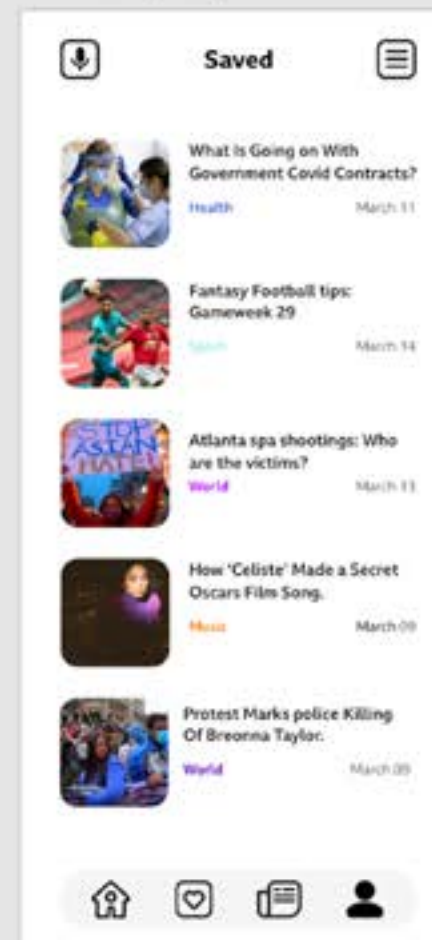 Saved
What Is Going on With
Government Covid Contracts?
Health
March 11
Fantasy Football tips:
Gameweek 29
Sport
March 14
STOP
ASIAN
HATE!
Atlanta spa shootings: Who
are the victims?
World
March 13
How ‘Celiste’ Made a Secret
Oscars Film Song.
Music
March 09
Protest Marks police Killing
Of Breonna Taylor.
World
March 09